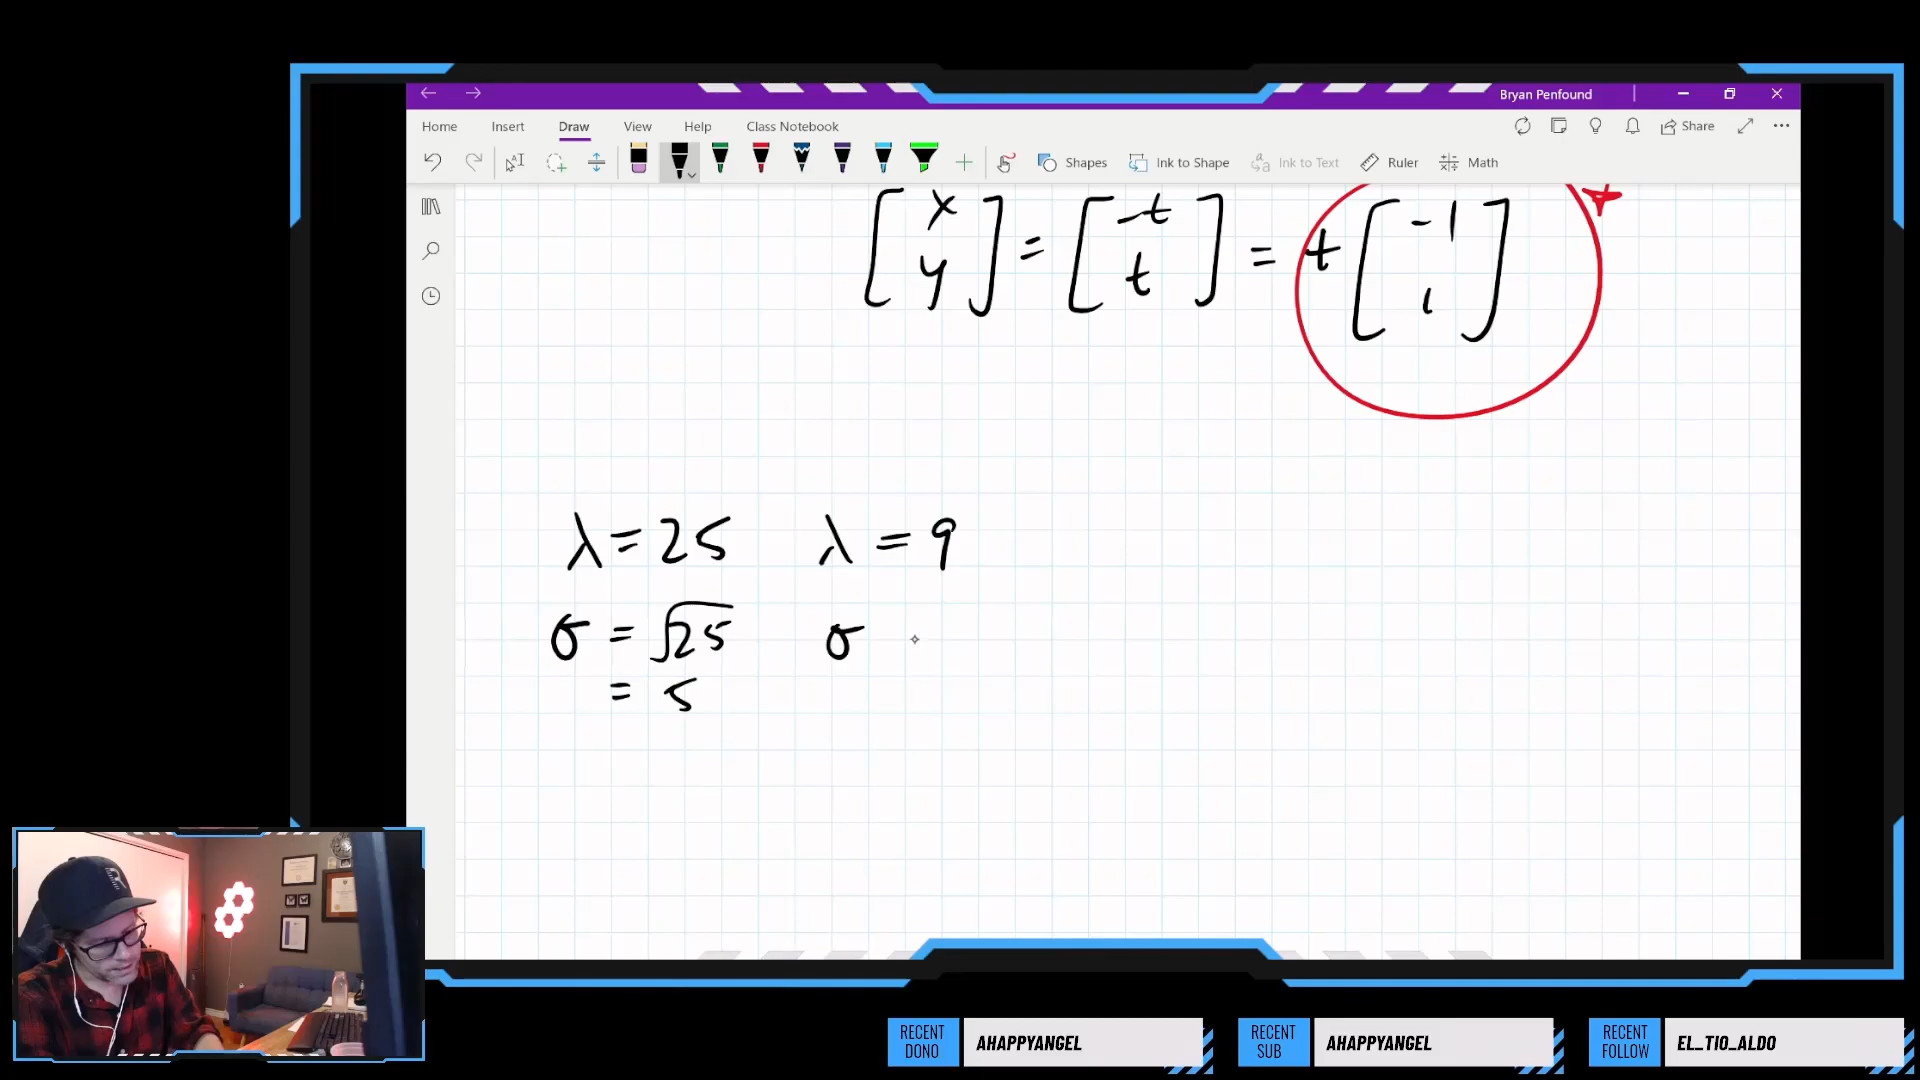 Bryan Penfound
Home Insert Draw View Help Class Notebook Share
Shapes Ink to Shape Ink to Text Ruler Math
[x y] = [-t t] = t [-1 1]
λ = 25 λ = 9
σ = √25 σ
= 5
RECENT DONO AHAPPYANGEL RECENT SUB AHAPPYANGEL RECENT FOLLOW EL_TIO_ALDO